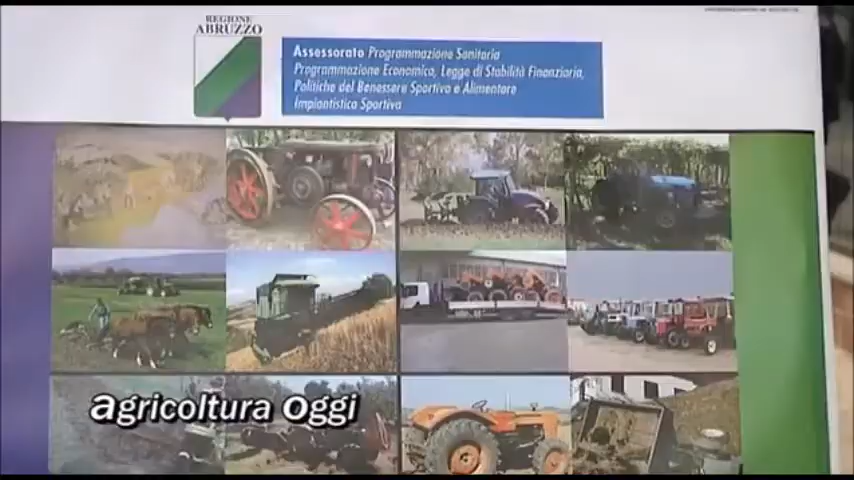 REGIONE
ABRUZZO
Assessorato Programmazione Sanitaria
Programmazione Economica, Legge di Stabilità Finanziaria,
Politiche del Benessere Sportivo e Alimentare
Impiantistica Sportiva
agricoltura oggi